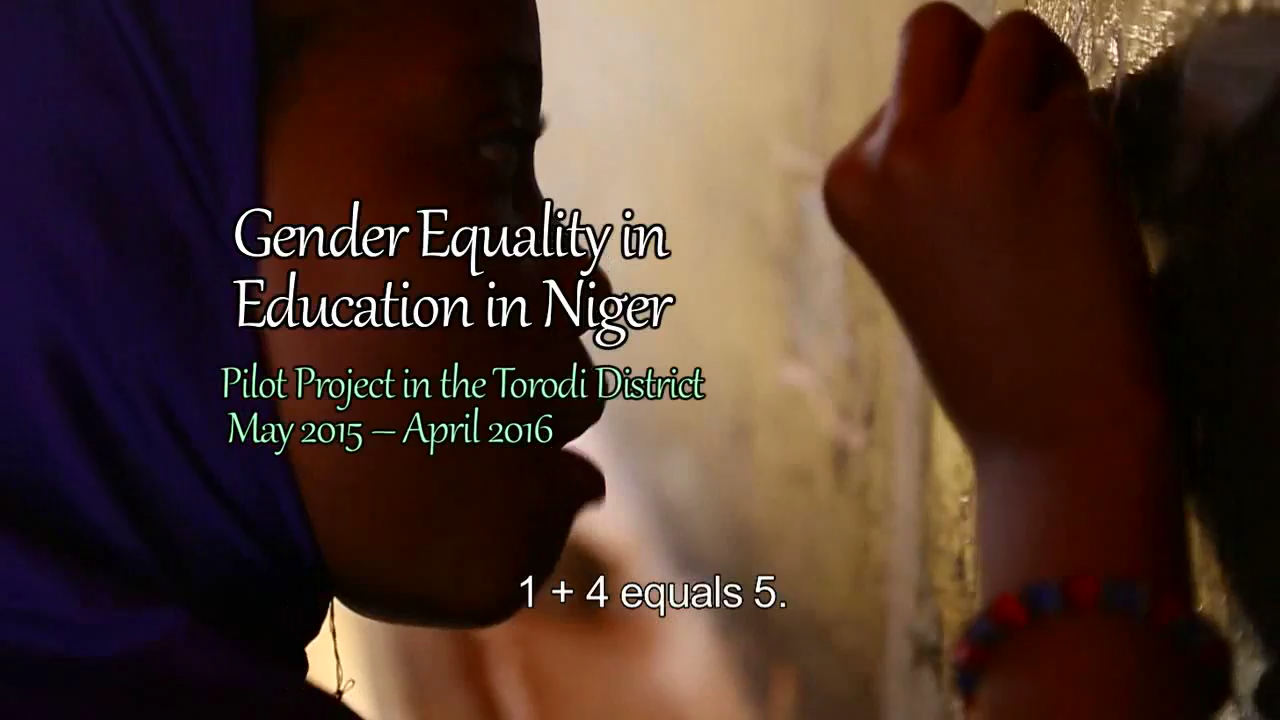 Gender Equality in
Education in Niger
Pilot Project in the Torodi District
May 2015 – April 2016
1 + 4 equals 5.